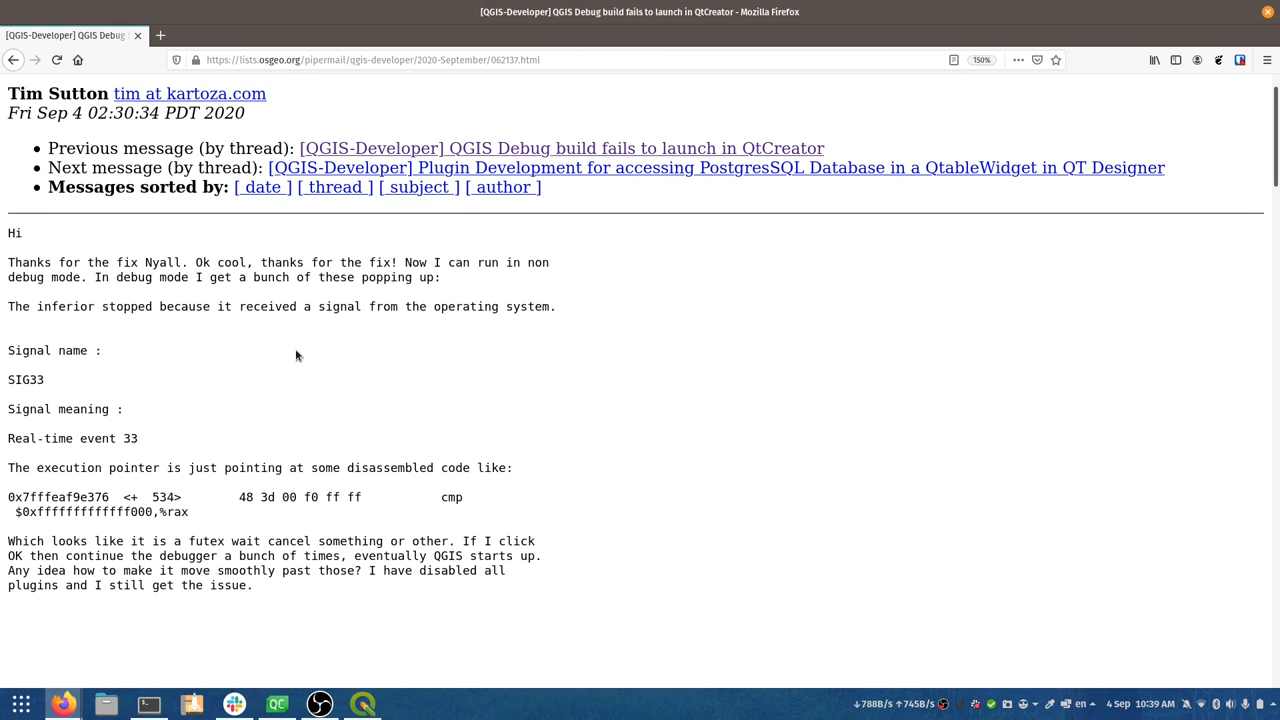 [QGIS-Developer] QGIS Debug build fails to launch in QtCreator - Mozilla Firefox
[QGIS-Developer] QGIS Debug
https://lists.osgeo.org/pipermail/qgis-developer/2020-September/062137.html
150%
Tim Sutton tim at kartoza.com
Fri Sep 4 02:30:34 PDT 2020
Previous message (by thread): [QGIS-Developer] QGIS Debug build fails to launch in QtCreator
Next message (by thread): [QGIS-Developer] Plugin Development for accessing PostgresSQL Database in a QtableWidget in QT Designer
Messages sorted by: [ date ] [ thread ] [ subject ] [ author ]
Hi
Thanks for the fix Nyall. Ok cool, thanks for the fix! Now I can run in non
debug mode. In debug mode I get a bunch of these popping up:
The inferior stopped because it received a signal from the operating system.
Signal name :
SIG33
Signal meaning :
Real-time event 33
The execution pointer is just pointing at some disassembled code like:
0x7fffeaf9e376 <+ 534> 48 3d 00 f0 ff ff cmp
$0xfffffffffffff000,%rax
Which looks like it is a futex wait cancel something or other. If I click
OK then continue the debugger a bunch of times, eventually QGIS starts up.
Any idea how to make it move smoothly past those? I have disabled all
plugins and I still get the issue.
QC
↓788B/s ↑745B/s
en
4 Sep 10:39 AM